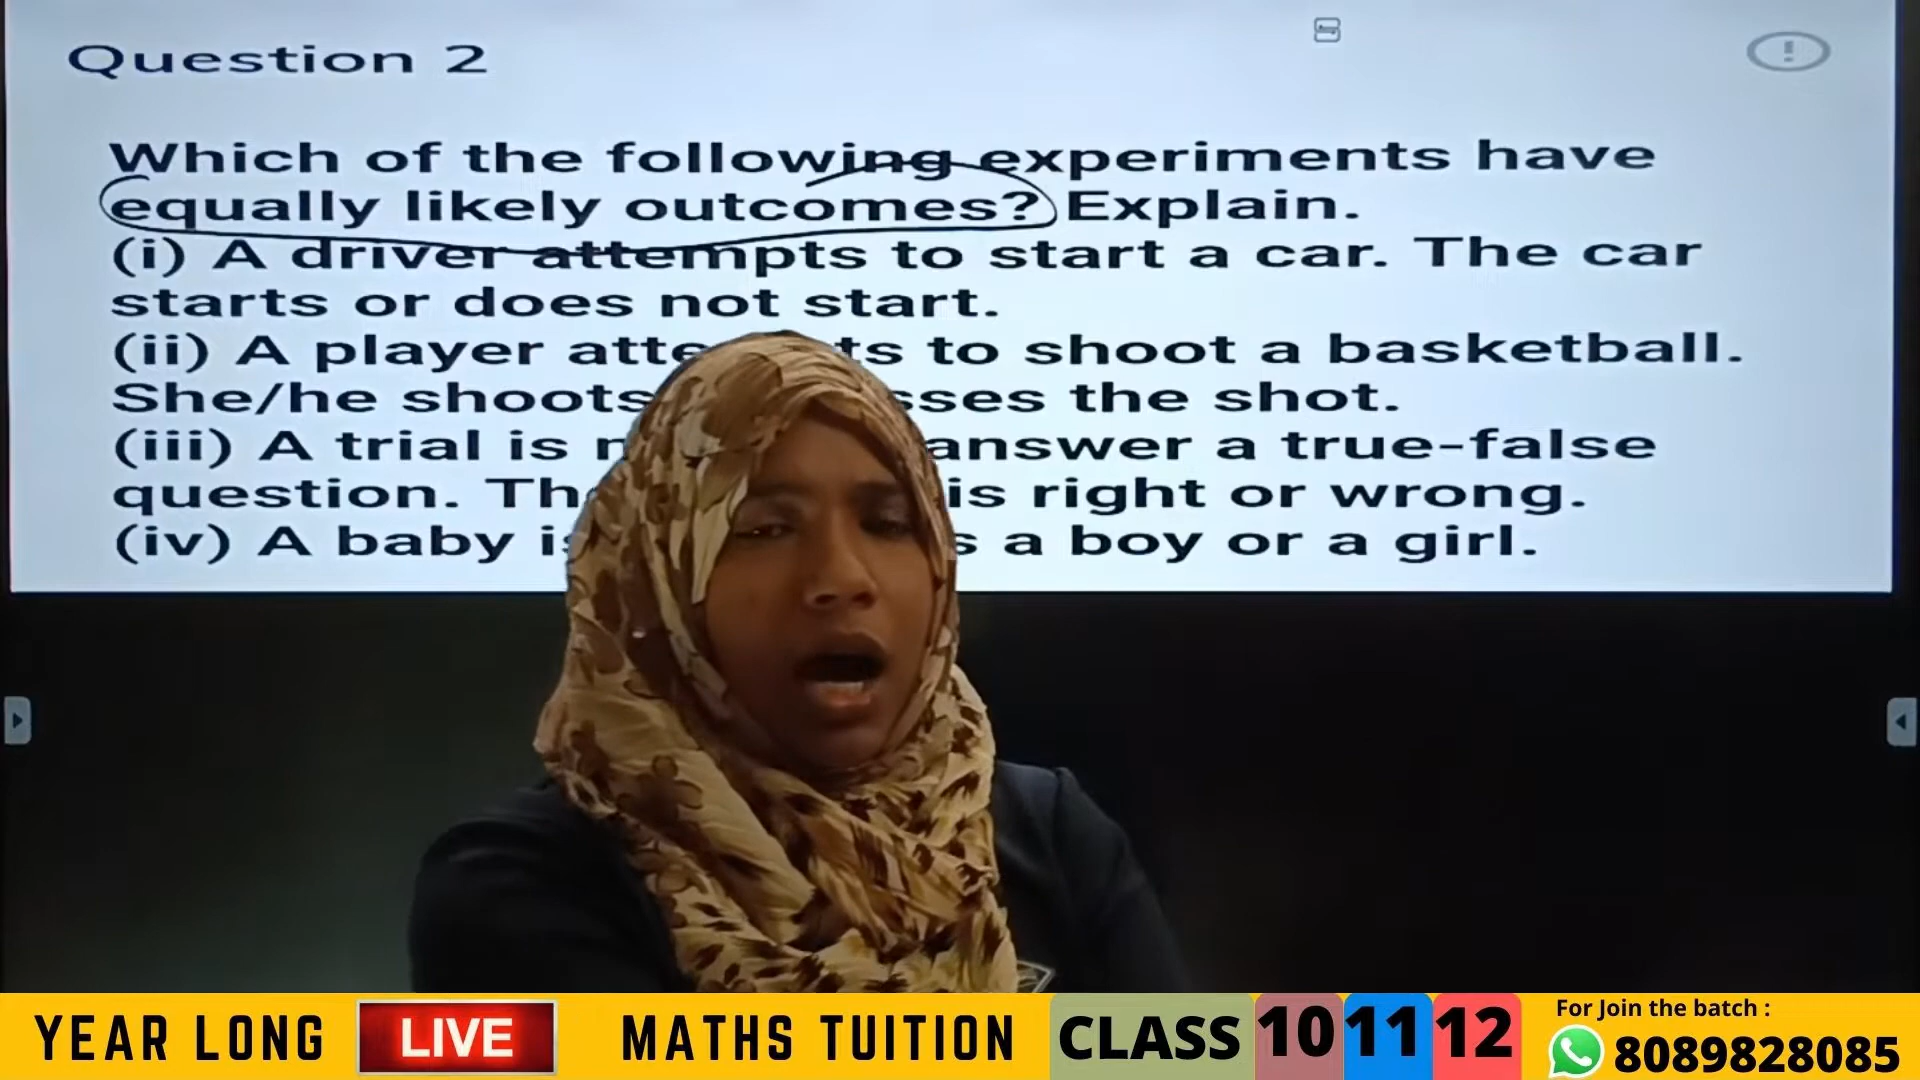 Question 2
Which of the following experiments have
equally likely outcomes? Explain.
(i) A driver attempts to start a car. The car
starts or does not start.
(ii) A player ts to shoot a basketball.
She/he shoots the shot.
(iii) A trial is answer a true-false
question. is right or wrong.
(iv) A baby a boy or a girl.
YEAR LONG LIVE MATHS TUITION CLASS 10 11 12
For Join the batch :
8089828085